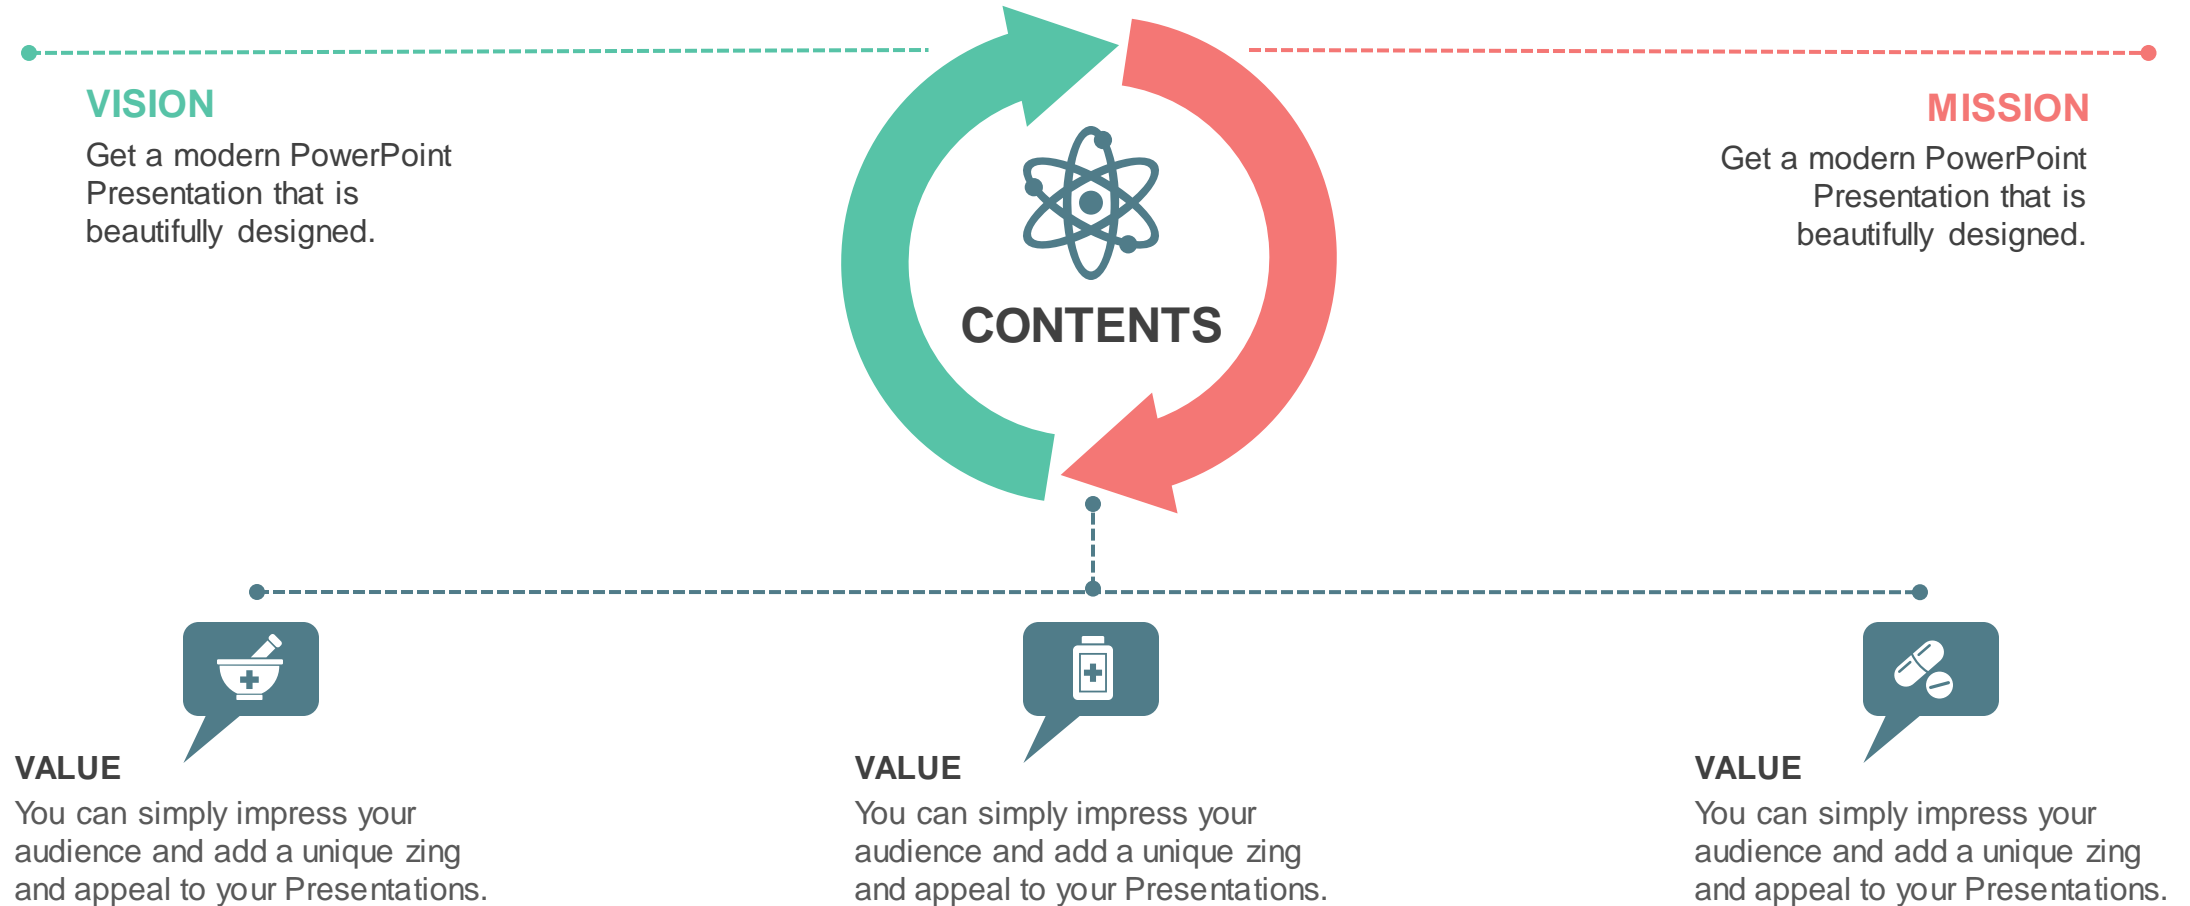 VISION
Get a modern PowerPoint
Presentation that is
beautifully designed.
CONTENTS
MISSION
Get a modern PowerPoint
Presentation that is
beautifully designed.
VALUE
You can simply impress your
audience and add a unique zing
and appeal to your Presentations.
VALUE
You can simply impress your
audience and add a unique zing
and appeal to your Presentations.
VALUE
You can simply impress your
audience and add a unique zing
and appeal to your Presentations.